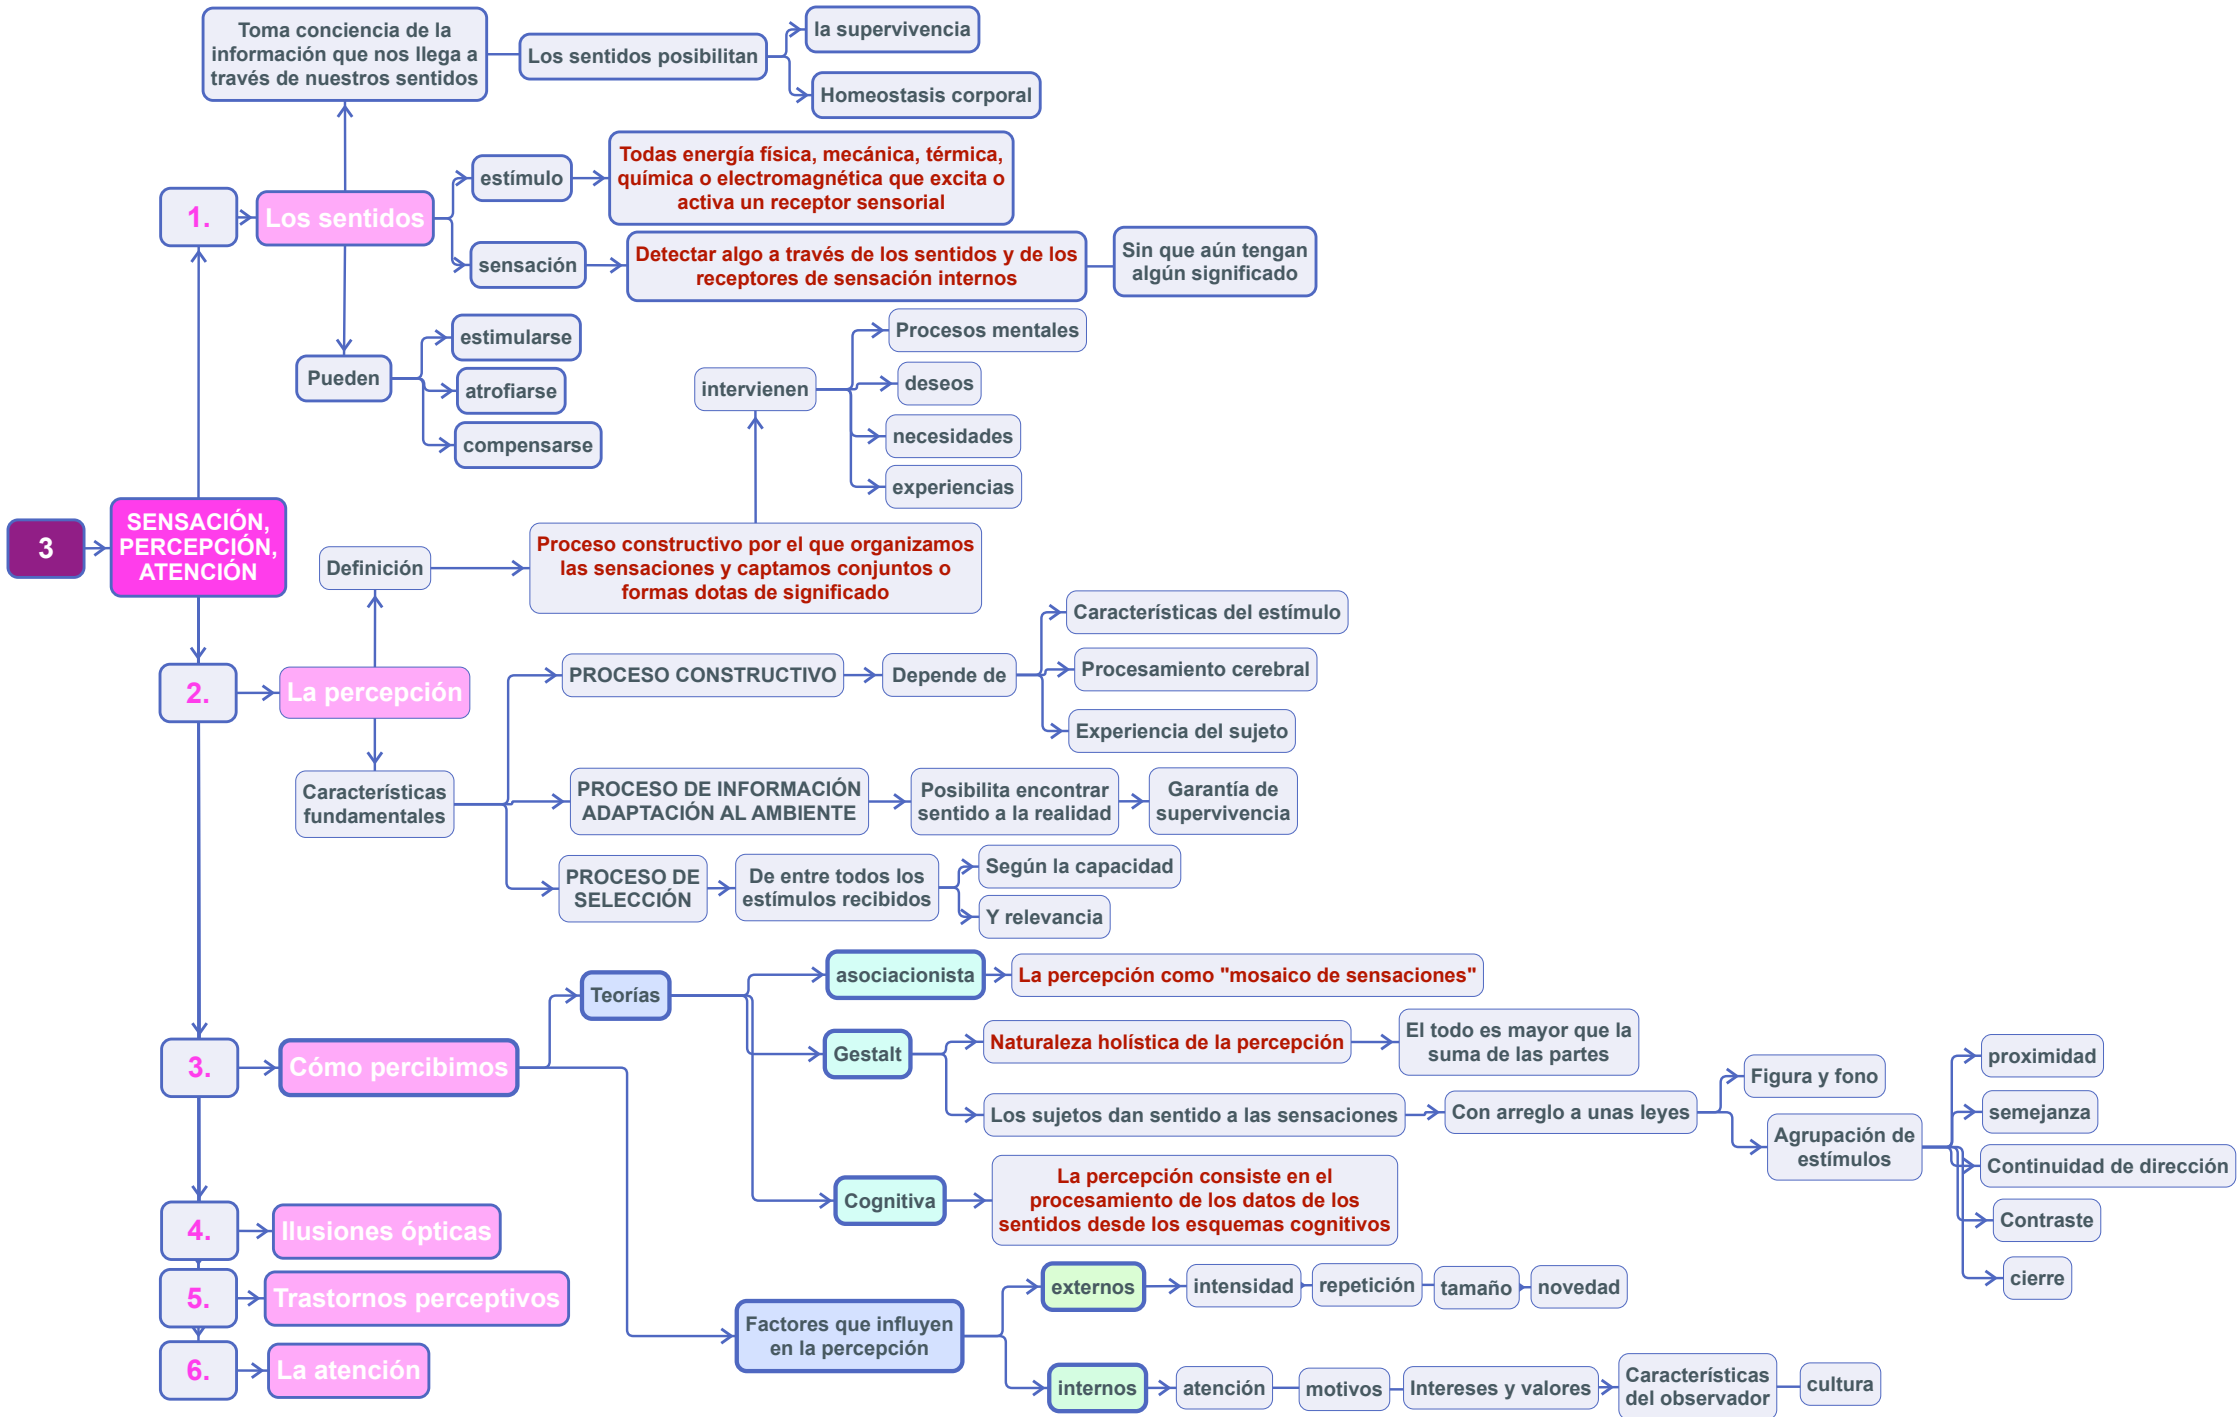 3
SENSACIÓN,
PERCEPCIÓN,
ATENCIÓN
1.
Los sentidos
Toma conciencia de la
información que nos llega a
través de nuestros sentidos
Los sentidos posibilitan
la supervivencia
Homeostasis corporal
estímulo
Todas energía física, mecánica, térmica,
química o electromagnética que excita o
activa un receptor sensorial
sensación
Detectar algo a través de los sentidos y de los
receptores de sensación internos
Sin que aún tengan
algún significado
Pueden
estimularse
atrofiarse
compensarse
2.
La percepción
Definición
Proceso constructivo por el que organizamos
las sensaciones y captamos conjuntos o
formas dotas de significado
intervienen
Procesos mentales
deseos
necesidades
experiencias
Características
fundamentales
PROCESO CONSTRUCTIVO
Depende de
Características del estímulo
Procesamiento cerebral
Experiencia del sujeto
PROCESO DE INFORMACIÓN
ADAPTACIÓN AL AMBIENTE
Posibilita encontrar
sentido a la realidad
Garantía de
supervivencia
PROCESO DE
SELECCIÓN
De entre todos los
estímulos recibidos
Según la capacidad
Y relevancia
3.
Cómo percibimos
Teorías
asociacionista
La percepción como "mosaico de sensaciones"
Gestalt
Naturaleza holística de la percepción
El todo es mayor que la
suma de las partes
Los sujetos dan sentido a las sensaciones
Con arreglo a unas leyes
Figura y fono
Agrupación de
estímulos
proximidad
semejanza
Continuidad de dirección
Contraste
cierre
Cognitiva
La percepción consiste en el
procesamiento de los datos de los
sentidos desde los esquemas cognitivos
Factores que influyen
en la percepción
externos
intensidad
repetición
tamaño
novedad
internos
atención
motivos
Intereses y valores
Características
del observador
cultura
4.
Ilusiones ópticas
5.
Trastornos perceptivos
6.
La atención